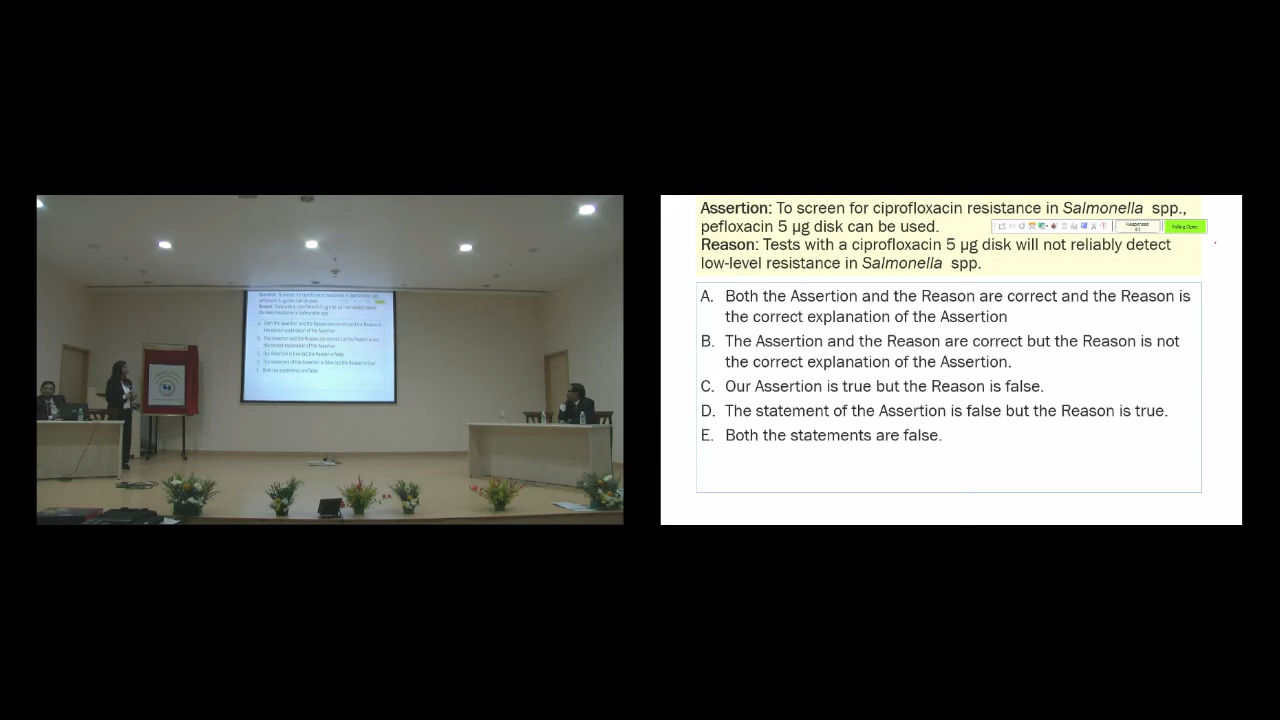 Assertion: To screen for ciprofloxacin resistance in Salmonella spp.,
pefloxacin 5 µg disk can be used.
Responses
61
Polling Open
Reason: Tests with a ciprofloxacin 5 µg disk will not reliably detect
low-level resistance in Salmonella spp.
A. Both the Assertion and the Reason are correct and the Reason is
the correct explanation of the Assertion
B. The Assertion and the Reason are correct but the Reason is not
the correct explanation of the Assertion.
C. Our Assertion is true but the Reason is false.
D. The statement of the Assertion is false but the Reason is true.
E. Both the statements are false.